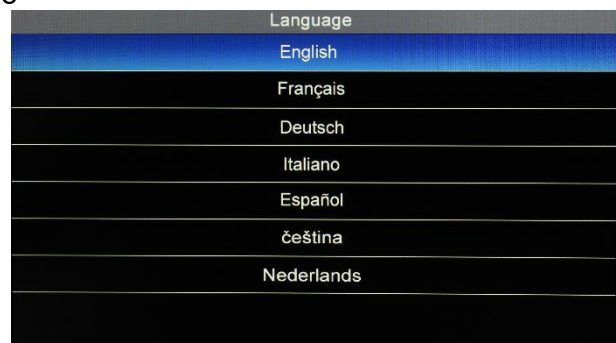 Language
English
Français
Deutsch
Italiano
Español
čeština
Nederlands